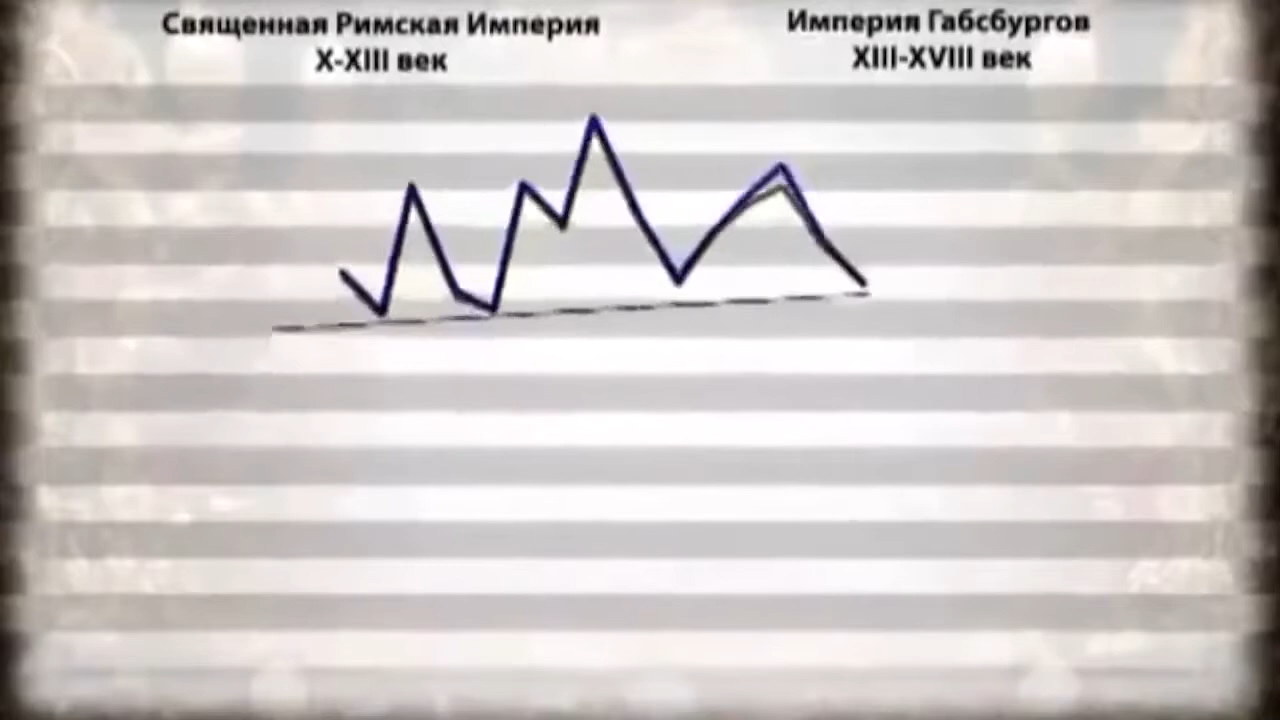 Священная Римская Империя
X-XIII век
Империя Габсбургов
XIII-XVIII век